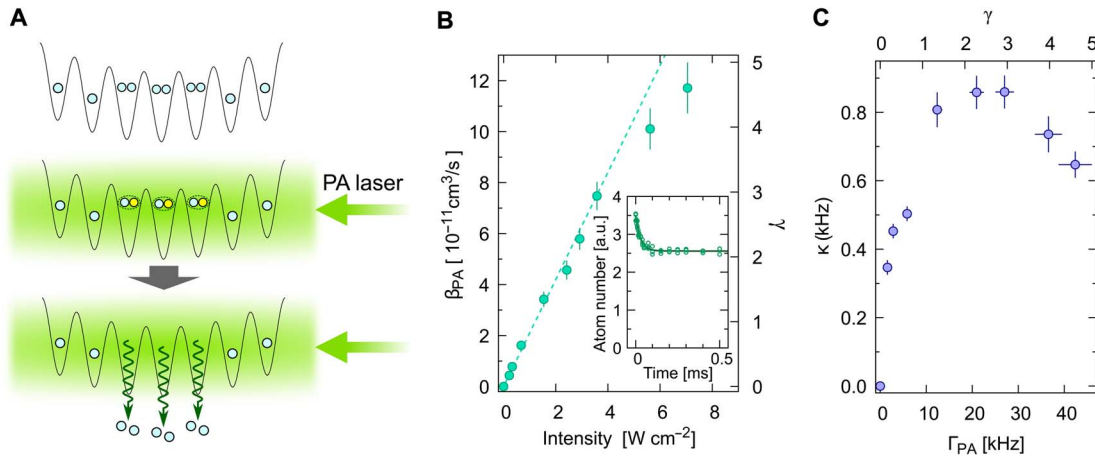 A
PA laser
B
β_PA [ 10⁻¹¹cm³/s ]
12
10
8
6
4
2
0
0 2 4 6 8
Intensity [W cm⁻²]
5
4
3
2
1
0
γ
Atom number [a.u.]
4
3
2
1
0
0 0.5
Time [ms]
C
γ
0 1 2 3 4 5
κ (kHz)
0.8
0.6
0.4
0.2
0.0
0 10 20 30 40
Γ_PA [kHz]